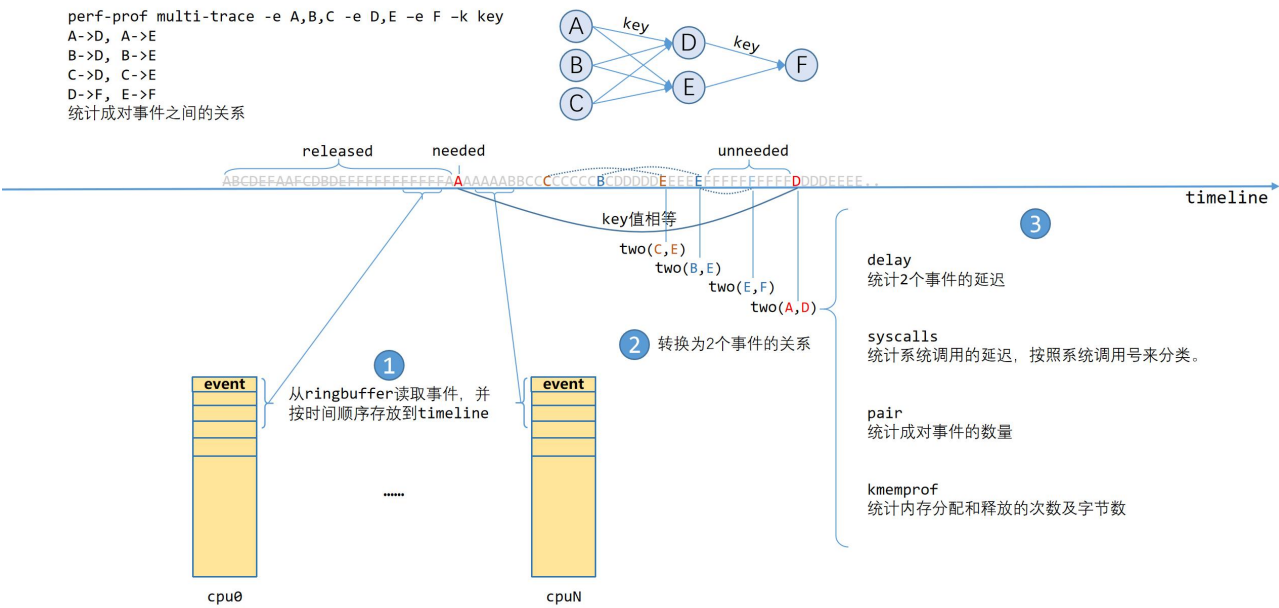 perf-prof multi-trace -e A,B,C -e D,E –e F –k key
A->D, A->E
B->D, B->E
C->D, C->E
D->F, E->F
统计成对事件之间的关系
A
B
C
key
D
E
key
F
released
needed
unneeded
timeline
key值相等
two(C,E)
two(B,E)
two(E,F)
two(A,D)
1
从ringbuffer读取事件，并
按时间顺序存放到timeline
2
转换为2个事件的关系
3
delay
统计2个事件的延迟
syscalls
统计系统调用的延迟，按照系统调用号来分类。
pair
统计成对事件的数量
kmemprof
统计内存分配和释放的次数及字节数
event
event
……
cpu0
cpuN